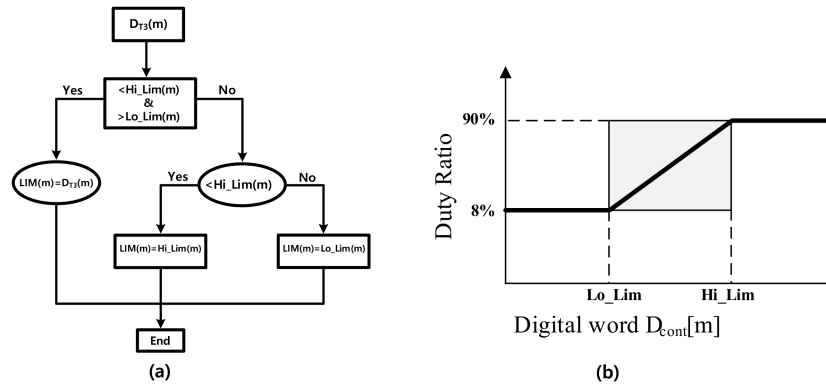 D_T3(m)
<Hi_Lim(m)
&
>Lo_Lim(m)
Yes
No
LIM(m)=D_T3(m)
<Hi_Lim(m)
Yes
No
LIM(m)=Hi_Lim(m)
LIM(m)=Lo_Lim(m)
End
(a)
Duty Ratio
90%
8%
Lo_Lim
Hi_Lim
Digital word D_cont[m]
(b)